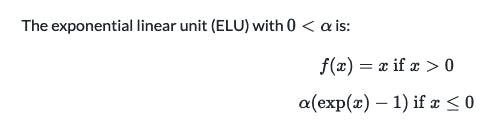 The exponential linear unit (ELU) with 0 < α is:
f(x) = x if x > 0
α(exp(x) − 1) if x ≤ 0